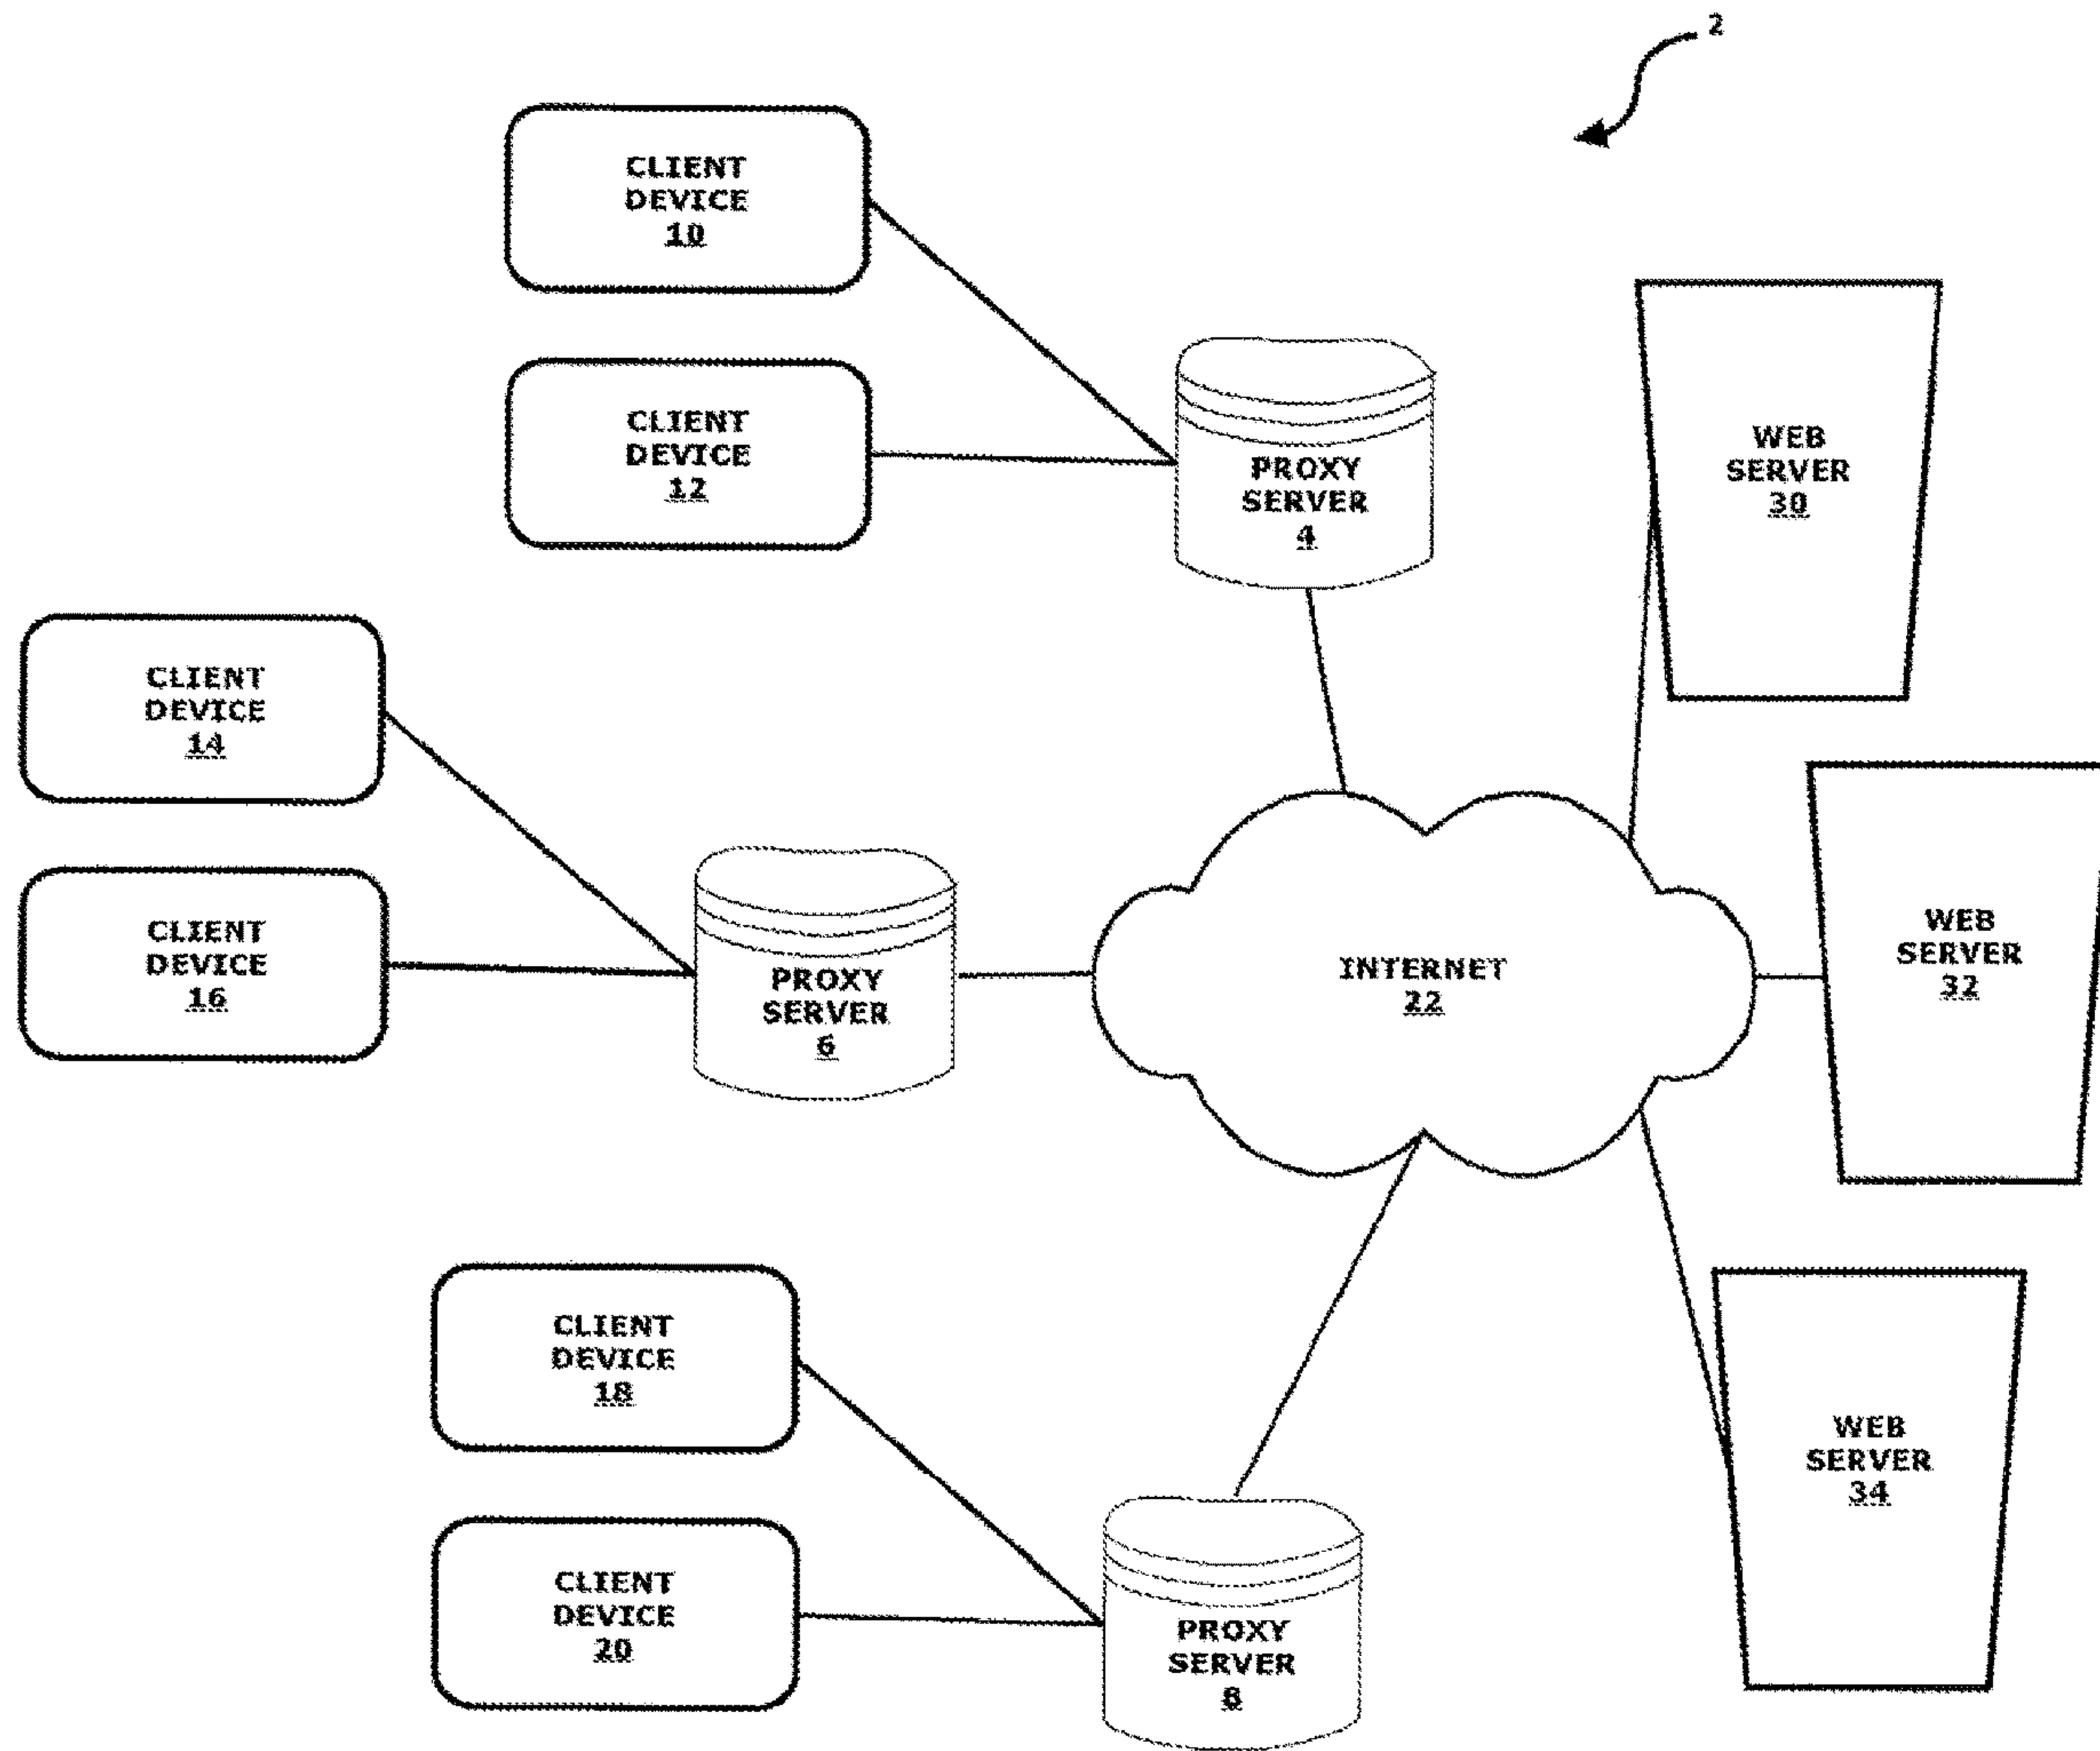 2
CLIENT
DEVICE
10
CLIENT
DEVICE
12
PROXY
SERVER
4
WEB
SERVER
30
CLIENT
DEVICE
14
CLIENT
DEVICE
16
PROXY
SERVER
6
INTERNET
22
WEB
SERVER
32
CLIENT
DEVICE
18
CLIENT
DEVICE
20
PROXY
SERVER
8
WEB
SERVER
34